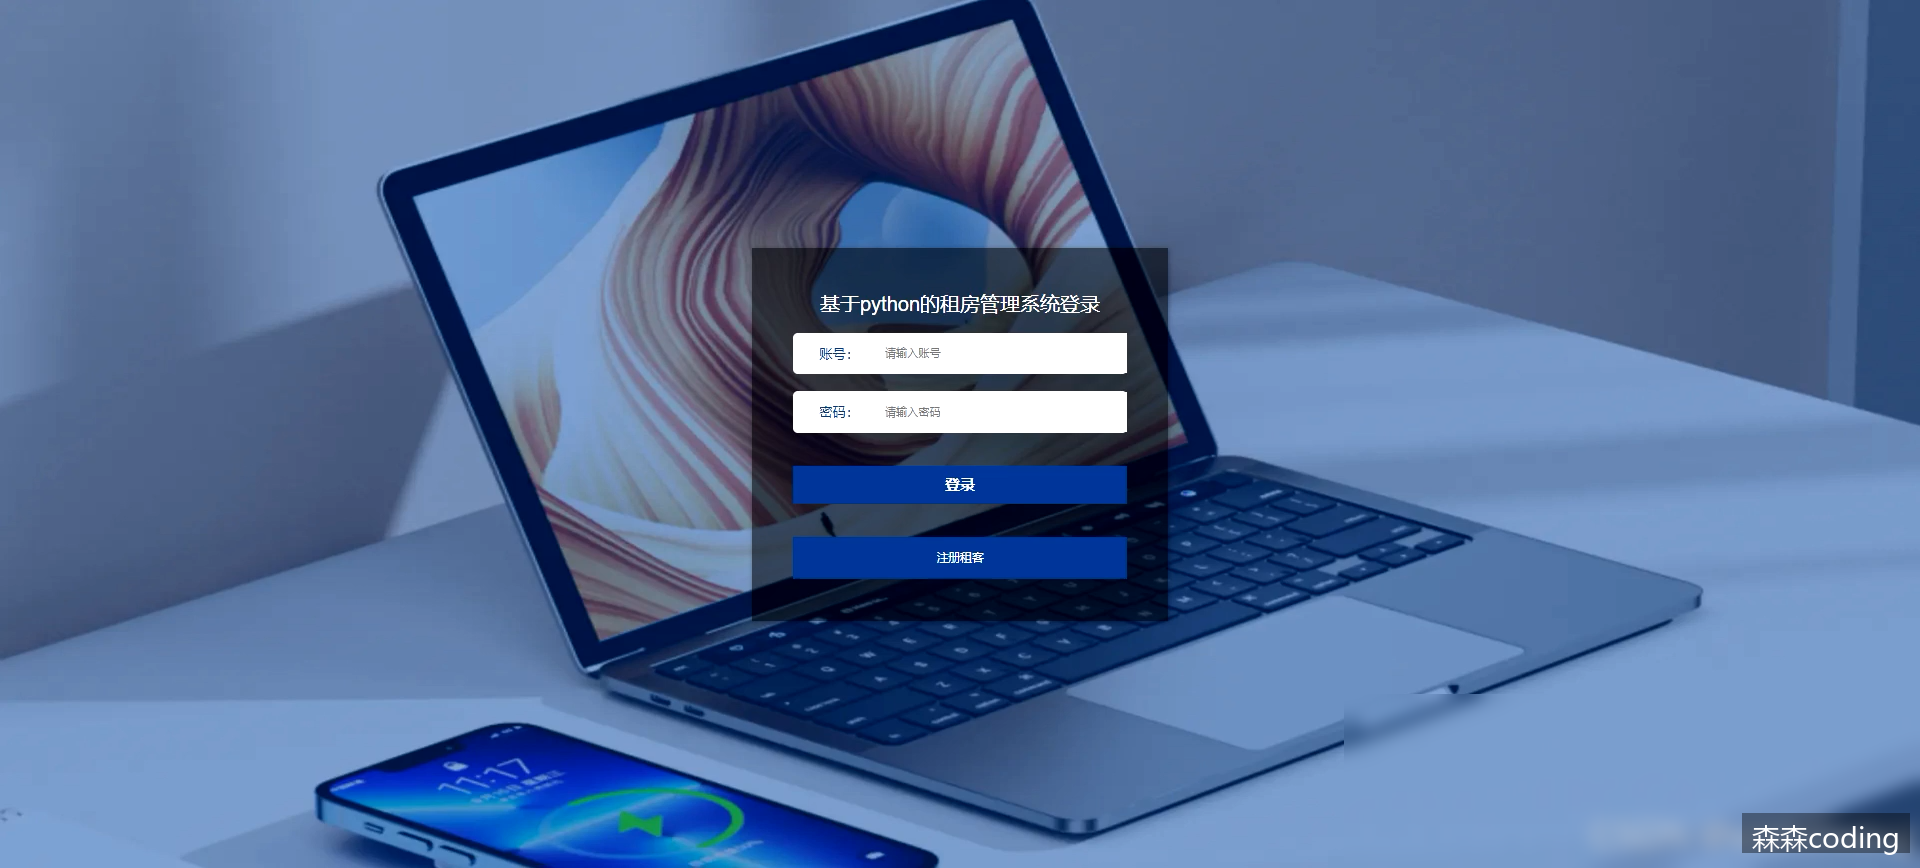 基于python的租房管理系统登录
账号：
请输入账号
密码：
请输入密码
登录
注册租客
11:17
森森coding